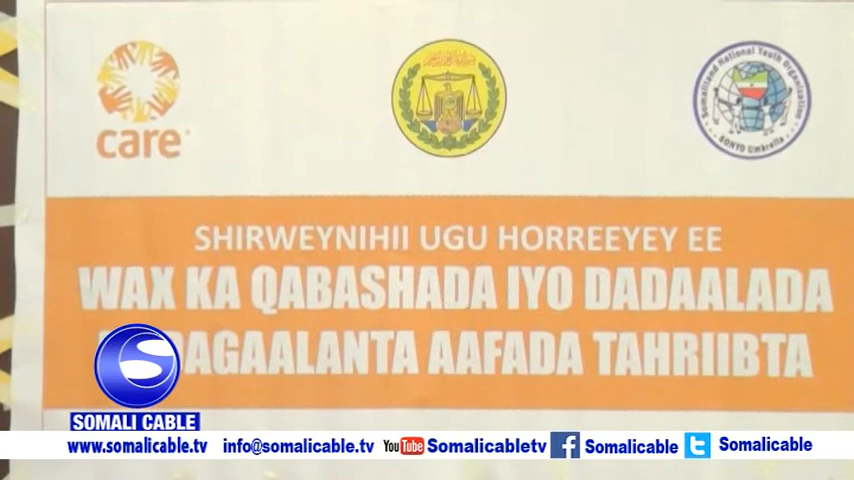 care
Somaliland National Youth Organization
SONYO Umbrella
SHIRWEYNIHII UGU HORREEYEY EE
WAX KA QABASHADA IYO DADAALADA
DAGAALANTA AAFADA TAHRIIBTA
S
SOMALI CABLE
www.somalicable.tv info@somalicable.tv YouTube Somalicabletv f Somalicable Somalicable